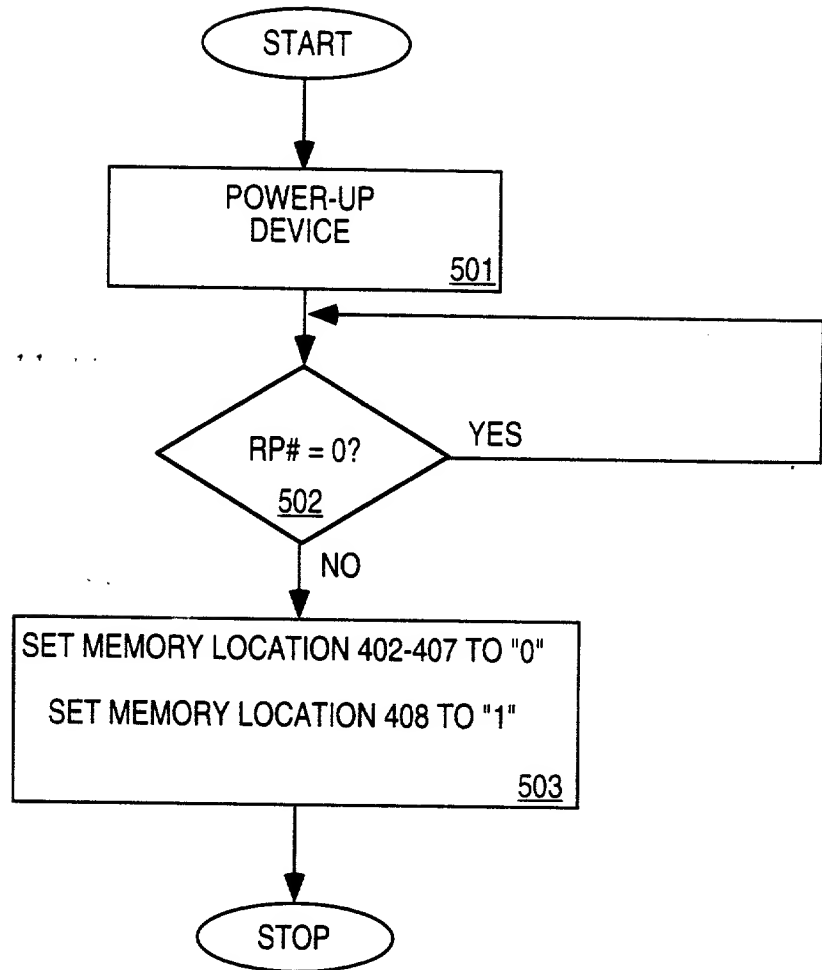 START
POWER-UP
DEVICE
501
RP# = 0?
YES
502
NO
SET MEMORY LOCATION 402-407 TO "0"
SET MEMORY LOCATION 408 TO "1"
503
STOP